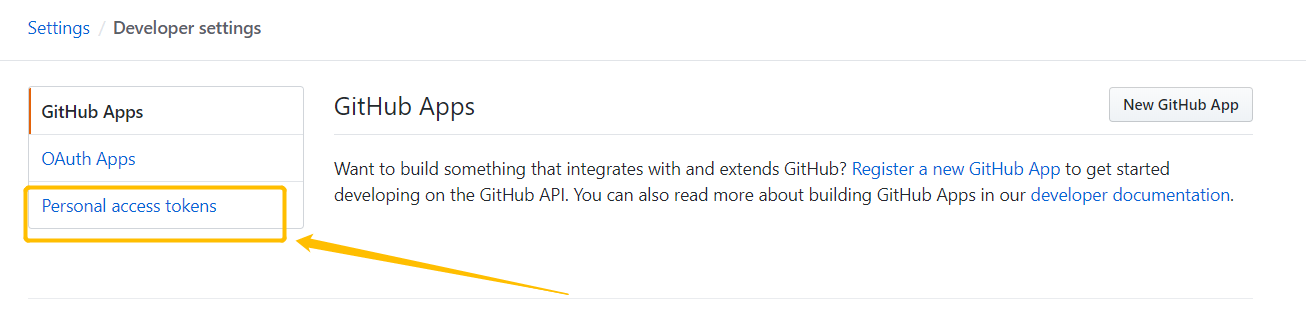 Settings / Developer settings
GitHub Apps
OAuth Apps
Personal access tokens
GitHub Apps
New GitHub App
Want to build something that integrates with and extends GitHub? Register a new GitHub App to get started
developing on the GitHub API. You can also read more about building GitHub Apps in our developer documentation.